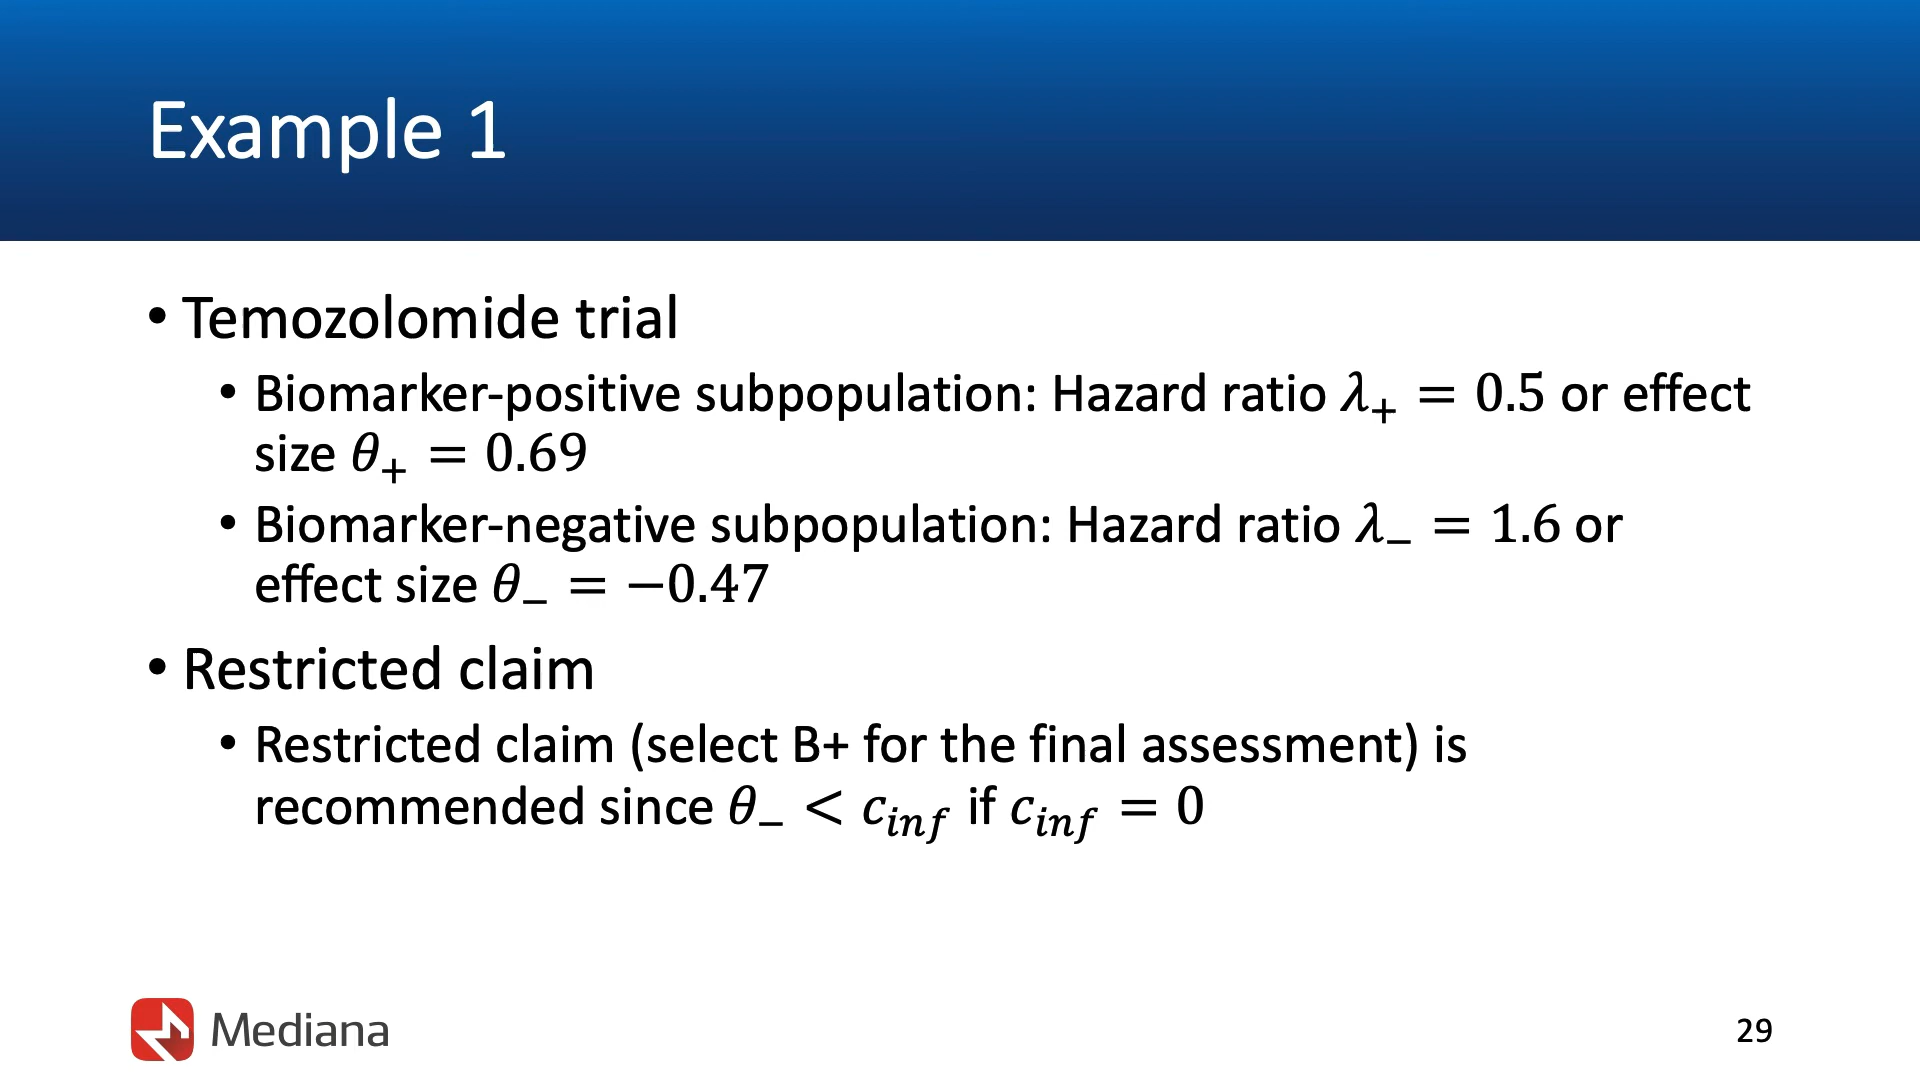 Example 1
• Temozolomide trial
• Biomarker-positive subpopulation: Hazard ratio λ₊ = 0.5 or effect
size θ₊ = 0.69
• Biomarker-negative subpopulation: Hazard ratio λ₋ = 1.6 or
effect size θ₋ = −0.47
• Restricted claim
• Restricted claim (select B+ for the final assessment) is
recommended since θ₋ < c_inf if c_inf = 0
Mediana
29